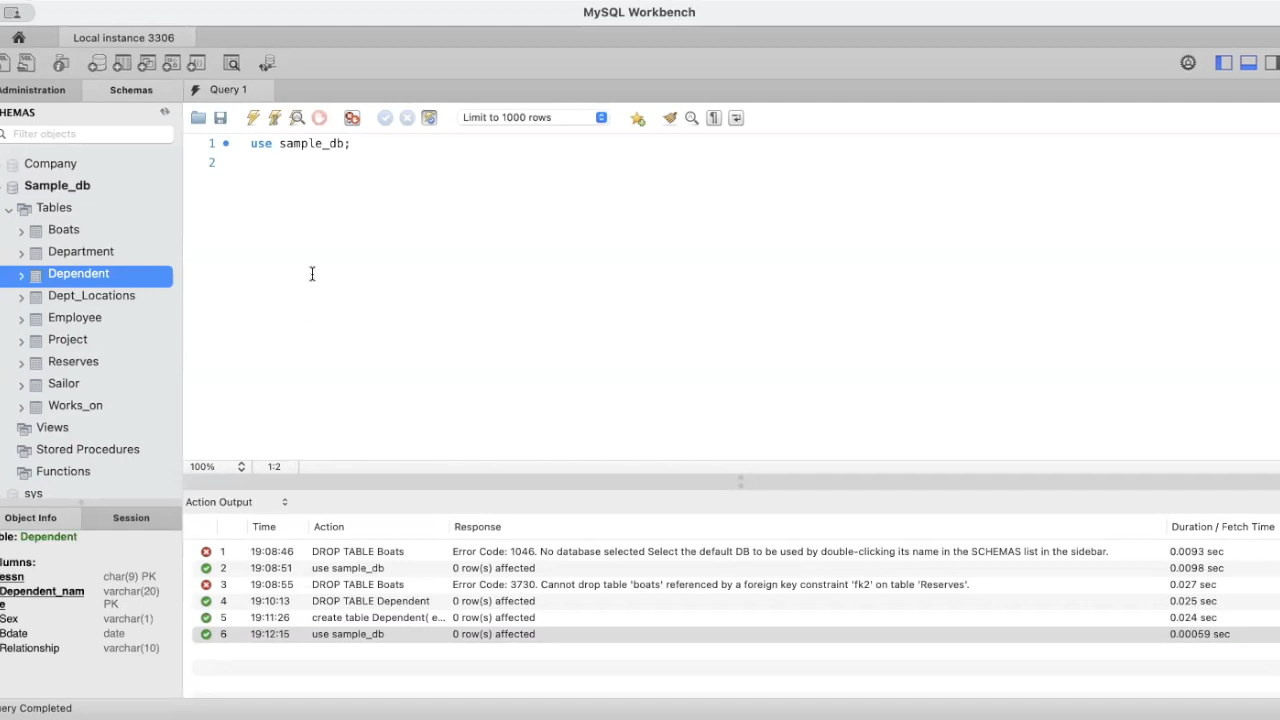 MySQL Workbench
Local instance 3306
dministration
Schemas
Query 1
HEMAS
Filter objects
Limit to 1000 rows
1 use sample_db;
2
Company
Sample_db
Tables
Boats
Department
Dependent
Dept_Locations
Employee
Project
Reserves
Sailor
Works_on
Views
Stored Procedures
Functions
sys
100% 1:2
Action Output
Time Action Response Duration / Fetch Time
1 19:08:46 DROP TABLE Boats Error Code: 1046. No database selected Select the default DB to be used by double-clicking its name in the SCHEMAS list in the sidebar. 0.0093 sec
2 19:08:51 use sample_db 0 row(s) affected 0.0098 sec
3 19:08:55 DROP TABLE Boats Error Code: 3730. Cannot drop table 'boats' referenced by a foreign key constraint 'fk2' on table 'Reserves'. 0.027 sec
4 19:10:13 DROP TABLE Dependent 0 row(s) affected 0.025 sec
5 19:11:26 create table Dependent( e... 0 row(s) affected 0.024 sec
6 19:12:15 use sample_db 0 row(s) affected 0.00059 sec
Object Info Session
ble: Dependent
lumns:
essn char(9) PK
Dependent_nam varchar(20)
e PK
Sex varchar(1)
Bdate date
Relationship varchar(10)
ery Completed